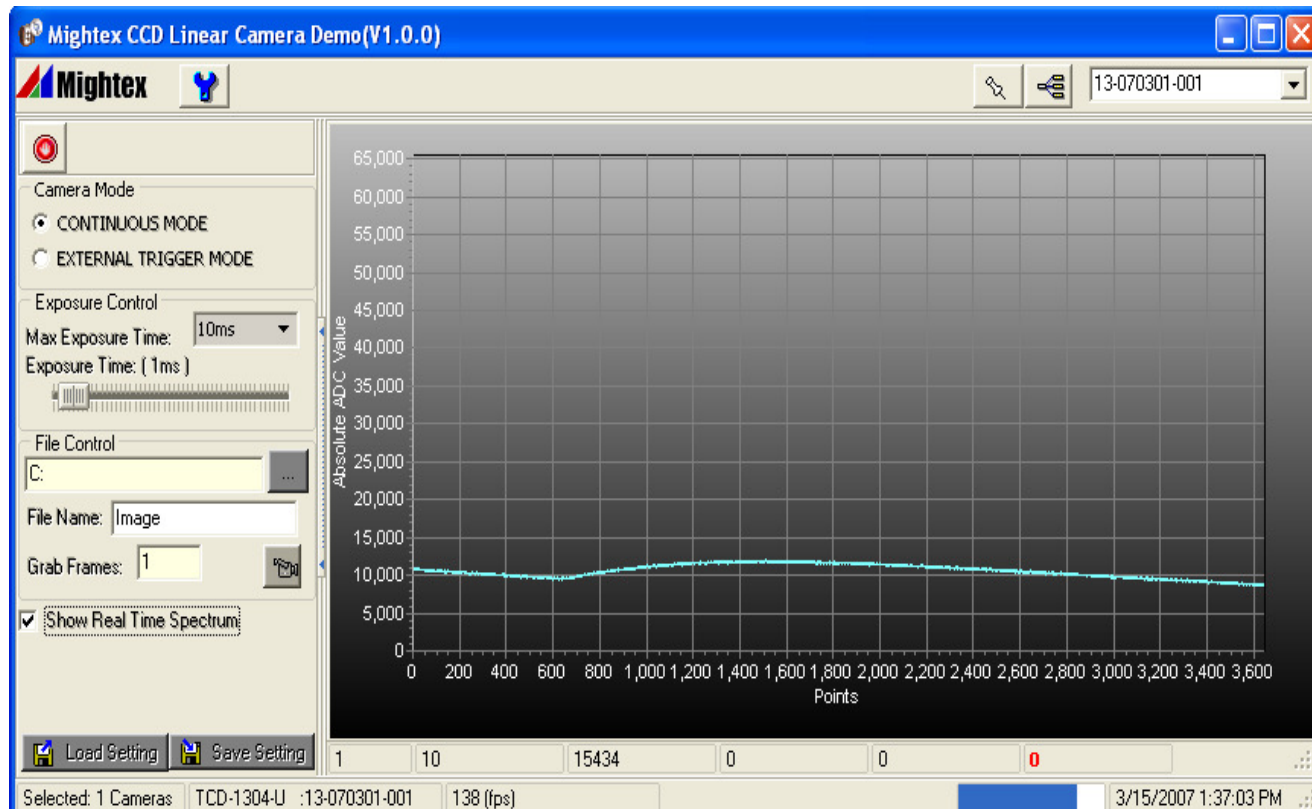 Mightex CCD Linear Camera Demo(V1.0.0)
Mightex
13-070301-001
Camera Mode
CONTINUOUS MODE
EXTERNAL TRIGGER MODE
Exposure Control
Max Exposure Time: 10ms
Exposure Time: ( 1ms )
File Control
C:
...
File Name: Image
Grab Frames: 1
Show Real Time Spectrum
Load Setting Save Setting
Absolute ADC Value
65,000
60,000
55,000
50,000
45,000
40,000
35,000
30,000
25,000
20,000
15,000
10,000
5,000
0
0 200 400 600 800 1,000 1,200 1,400 1,600 1,800 2,000 2,200 2,400 2,600 2,800 3,000 3,200 3,400 3,600
Points
1 10 15434 0 0 0
Selected: 1 Cameras TCD-1304-U :13-070301-001 138 (fps) 3/15/2007 1:37:03 PM